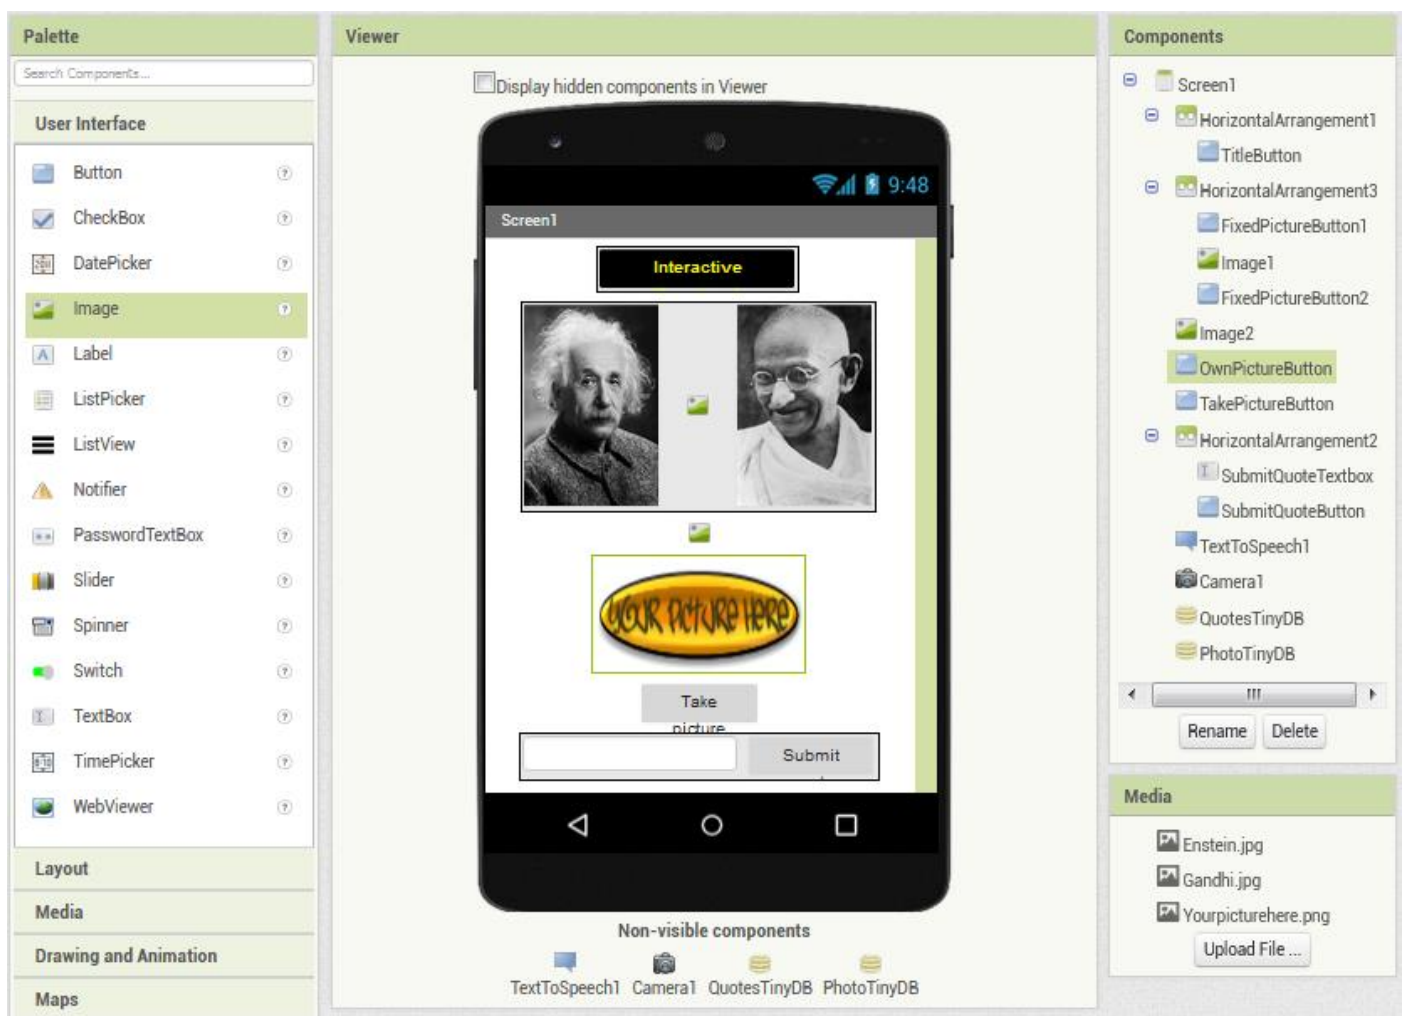 Palette
Search Components...
User Interface
Button
CheckBox
DatePicker
Image
Label
ListPicker
ListView
Notifier
PasswordTextBox
Slider
Spinner
Switch
TextBox
TimePicker
WebViewer
Layout
Media
Drawing and Animation
Maps
Viewer
Display hidden components in Viewer
9:48
Screen1
Interactive
YOUR PICTURE HERE
Take
picture
Submit
Non-visible components
TextToSpeech1 Camera1 QuotesTinyDB PhotoTinyDB
Components
Screen1
HorizontalArrangement1
TitleButton
HorizontalArrangement3
FixedPictureButton1
Image1
FixedPictureButton2
Image2
OwnPictureButton
TakePictureButton
HorizontalArrangement2
SubmitQuoteTextbox
SubmitQuoteButton
TextToSpeech1
Camera1
QuotesTinyDB
PhotoTinyDB
Rename Delete
Media
Enstein.jpg
Gandhi.jpg
Yourpicturehere.png
Upload File ...